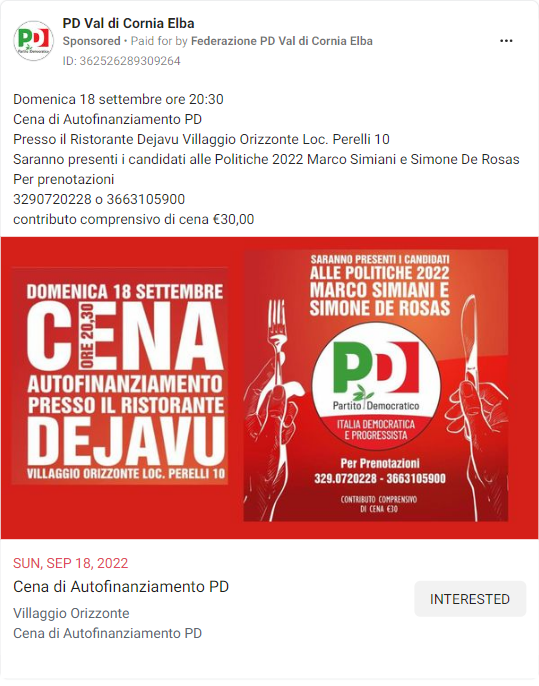 PD Val di Cornia Elba
Sponsored • Paid for by Federazione PD Val di Cornia Elba
ID: 362526289309264
PD
Partito Democratico
Domenica 18 settembre ore 20:30
Cena di Autofinanziamento PD
Presso il Ristorante Dejavu Villaggio Orizzonte Loc. Perelli 10
Saranno presenti i candidati alle Politiche 2022 Marco Simiani e Simone De Rosas
Per prenotazioni
3290720228 o 3663105900
contributo comprensivo di cena €30,00
DOMENICA 18 SETTEMBRE
CENA
ORE 20,30
AUTOFINANZIAMENTO
PRESSO IL RISTORANTE
DEJAVU
VILLAGGIO ORIZZONTE LOC. PERELLI 10
SARANNO PRESENTI I CANDIDATI
ALLE POLITICHE 2022
MARCO SIMIANI E
SIMONE DE ROSAS
PD
Partito Democratico
ITALIA DEMOCRATICA
E PROGRESSISTA
Per Prenotazioni
329.0720228 - 3663105900
CONTRIBUTO COMPRENSIVO
DI CENA €30
SUN, SEP 18, 2022
Cena di Autofinanziamento PD
Villaggio Orizzonte
Cena di Autofinanziamento PD
INTERESTED